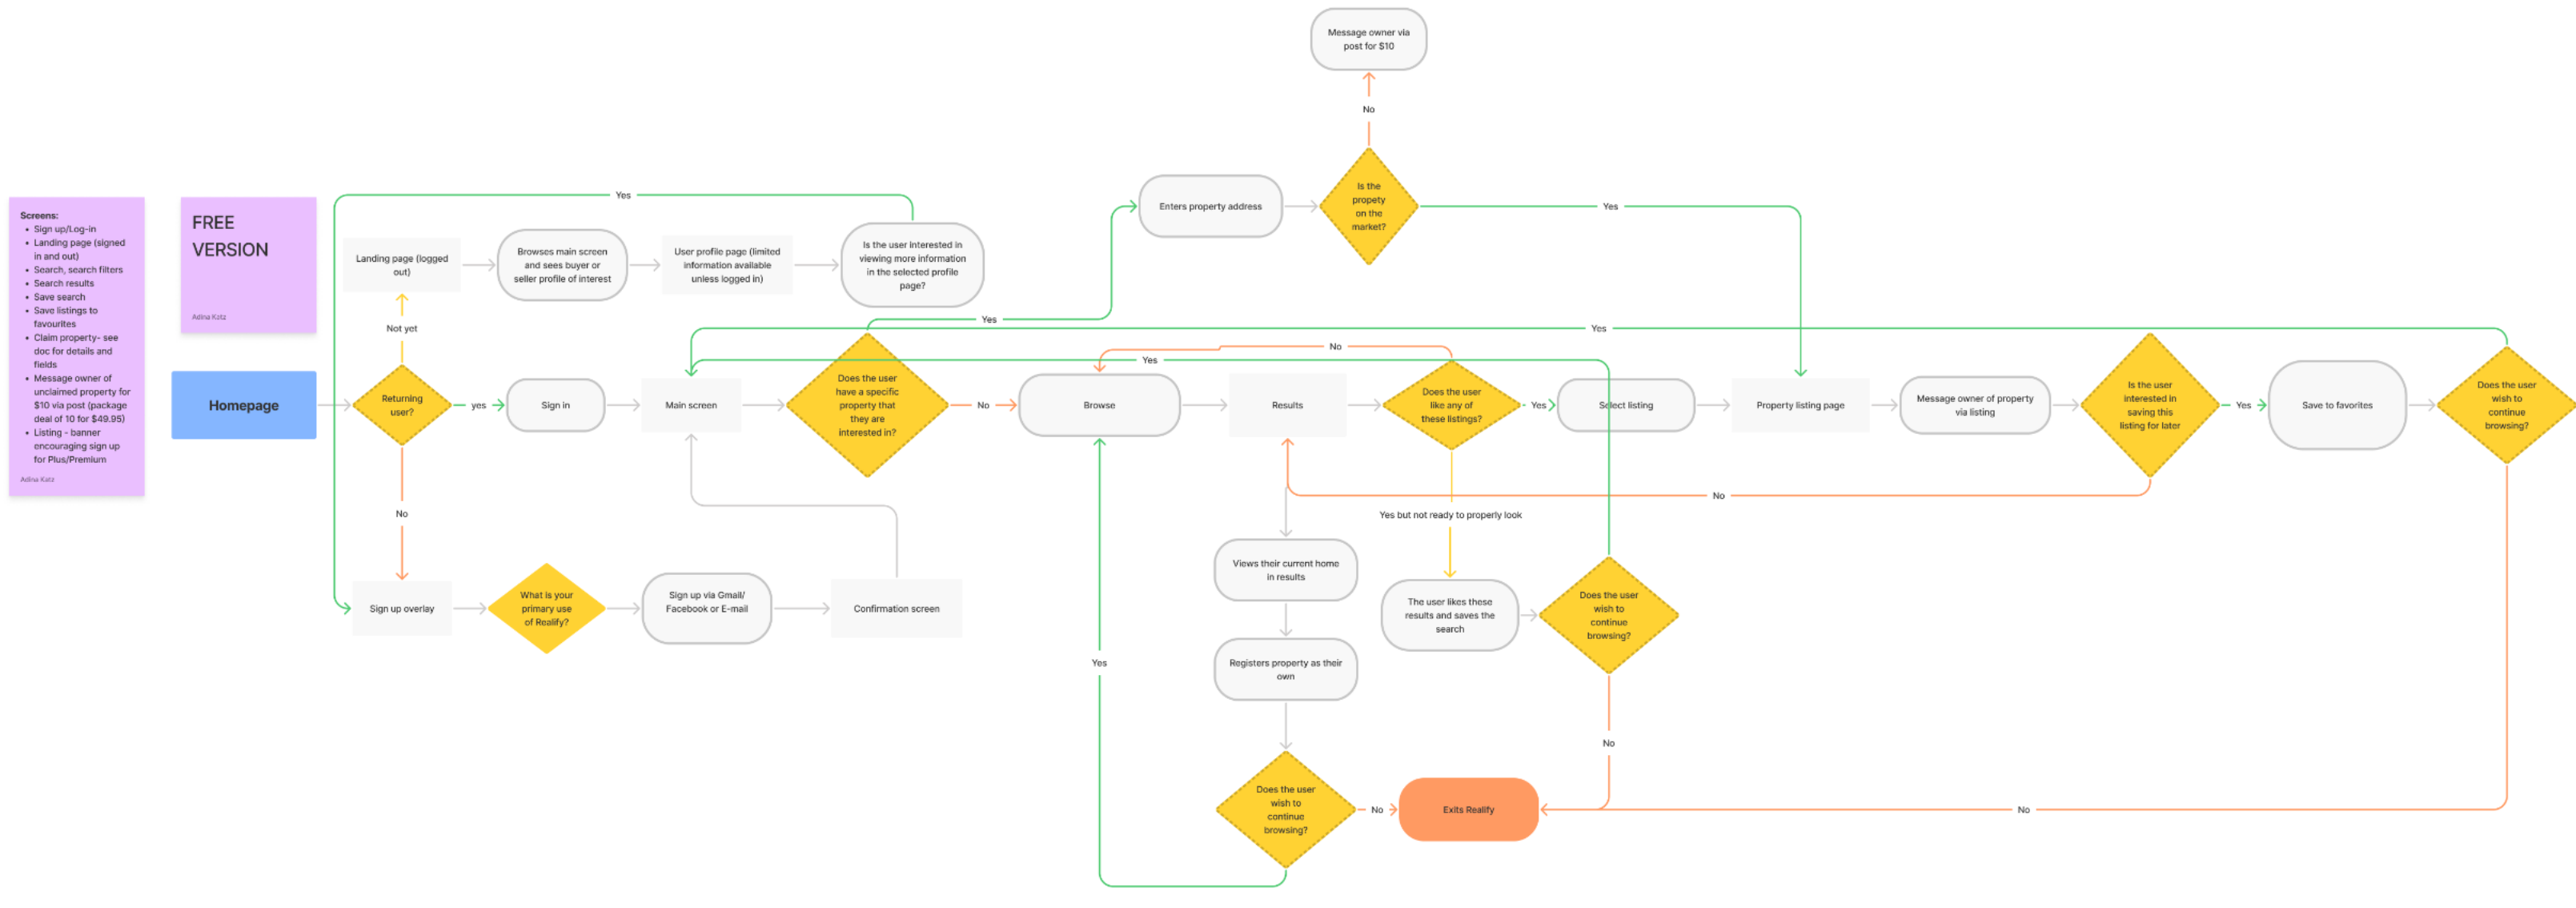 Message owner via
post for $10
No
Is the
propety
on the
market?
Yes
Enters property address
Yes
Screens:
• Sign up/Log-in
• Landing page (signed
in and out)
• Search, search filters
• Search results
• Save search
• Save listings to
favourites
• Claim property- see
doc for details and
fields
• Message owner of
unclaimed property for
$10 via post (package
deal of 10 for $49.95)
• Listing - banner
encouraging sign up
for Plus/Premium
Adina Katz
FREE
VERSION
Adina Katz
Landing page (logged
out)
Browses main screen
and sees buyer or
seller profile of interest
User profile page (limited
information available
unless logged in)
Is the user interested in
viewing more information
in the selected profile
page?
Not yet
Yes
Yes
No
Yes
Homepage
Returning
user?
yes
Sign in
Main screen
Does the user
have a specific
property that
they are
interested in?
No
Browse
Results
Does the user
like any of
these listings?
Yes
Select listing
Property listing page
Message owner of property
via listing
Is the user
interested in
saving this
listing for later
Yes
Save to favorites
Does the user
wish to
continue
browsing?
No
No
Yes but not ready to properly look
Views their current home
in results
Sign up overlay
What is your
primary use
of Realify?
Sign up via Gmail/
Facebook or E-mail
Confirmation screen
The user likes these
results and saves the
search
Does the user
wish to
continue
browsing?
Yes
Registers property as their
own
No
Does the user
wish to
continue
browsing?
No
Exits Realify
No